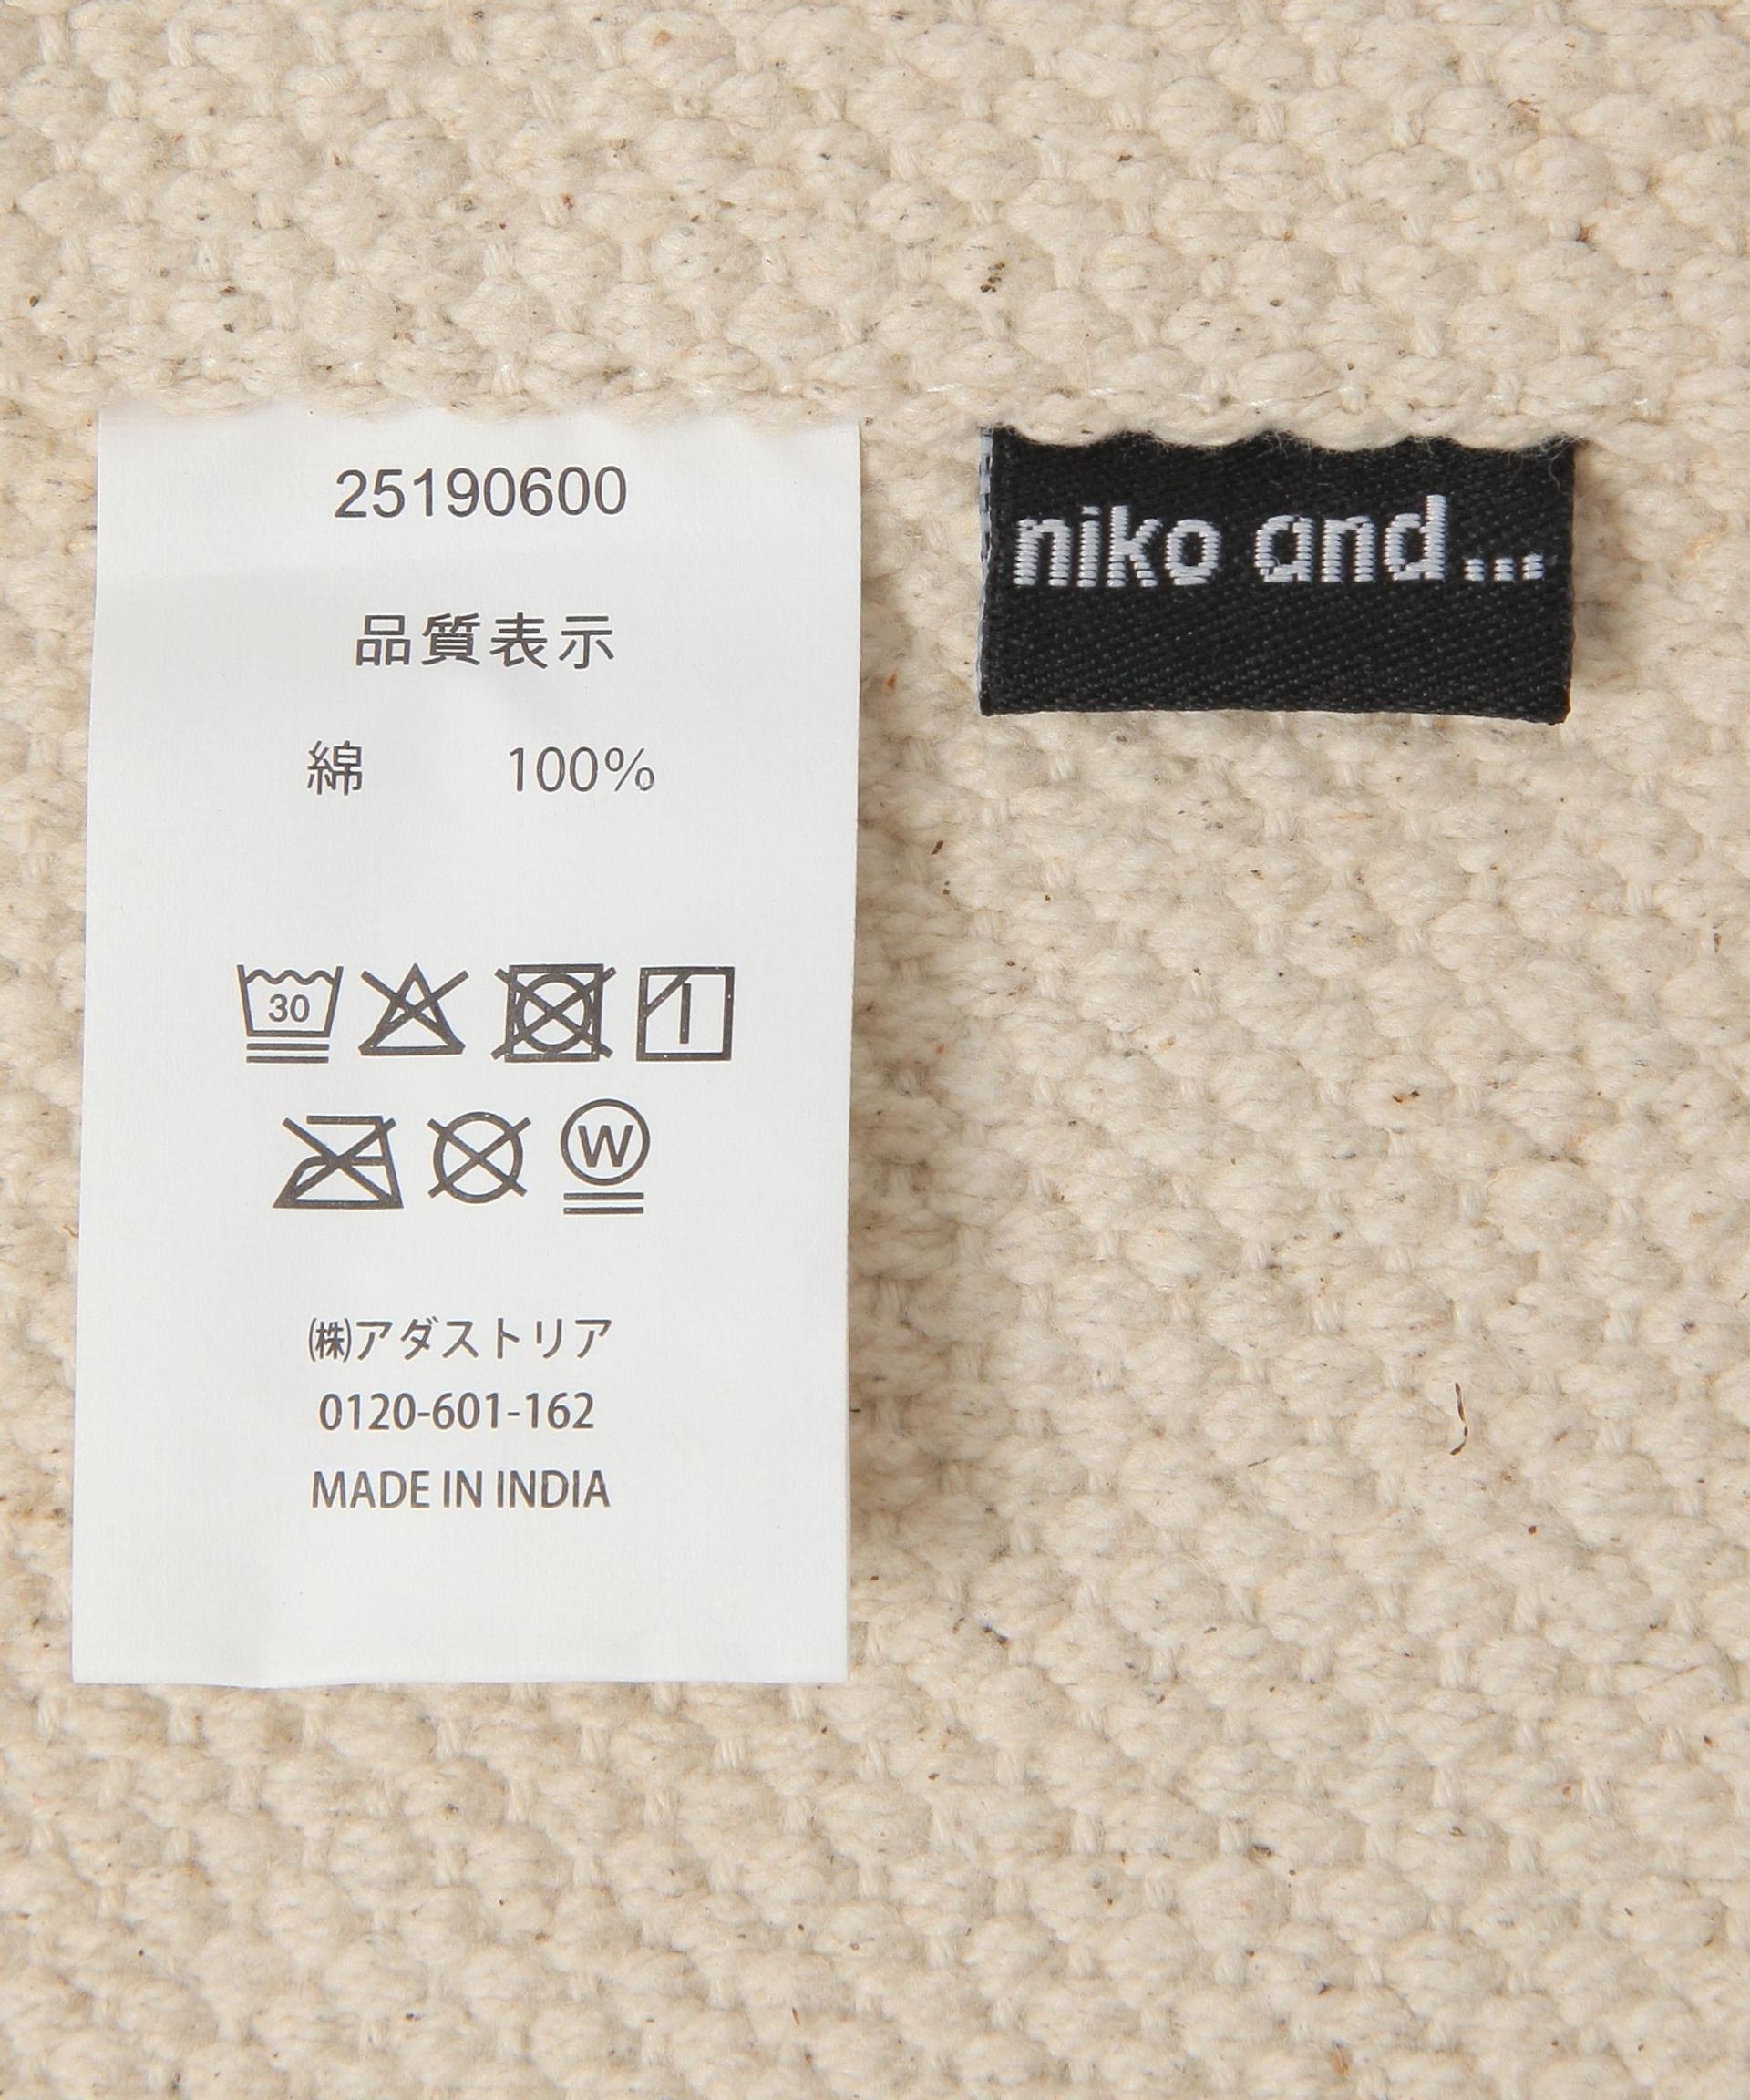 25190600
品質表示
綿 100%
30
W
㈱アダストリア
0120-601-162
MADE IN INDIA
niko and...